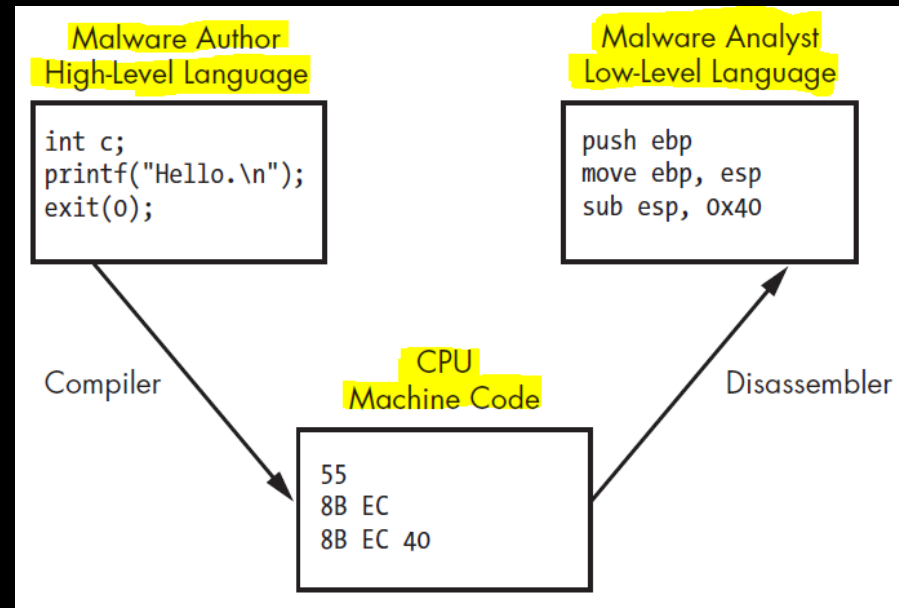 Malware Author
High-Level Language
int c;
printf("Hello.\n");
exit(0);
Malware Analyst
Low-Level Language
push ebp
move ebp, esp
sub esp, 0x40
Compiler
CPU
Machine Code
Disassembler
55
8B EC
8B EC 40